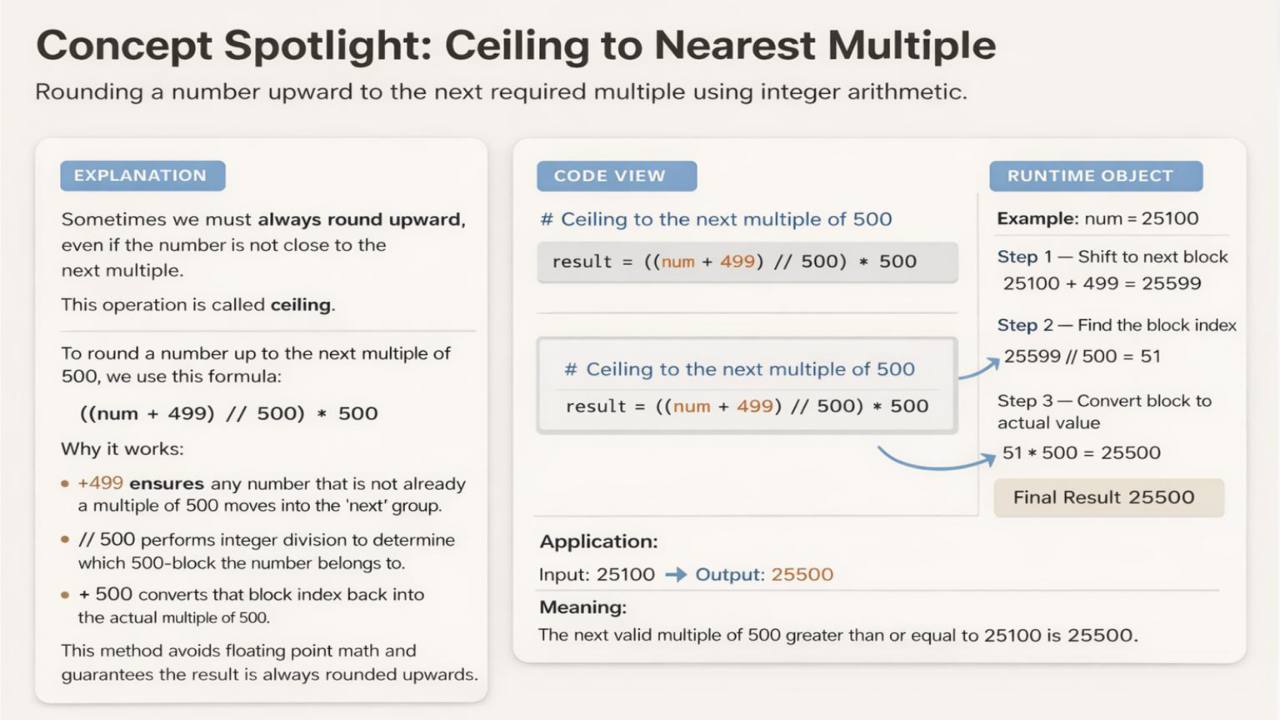 Concept Spotlight: Ceiling to Nearest Multiple
Rounding a number upward to the next required multiple using integer arithmetic.
EXPLANATION
Sometimes we must always round upward,
even if the number is not close to the
next multiple.
This operation is called ceiling.
To round a number up to the next multiple of
500, we use this formula:
((num + 499) // 500) * 500
Why it works:
• +499 ensures any number that is not already
a multiple of 500 moves into the 'next' group.
• // 500 performs integer division to determine
which 500-block the number belongs to.
• + 500 converts that block index back into
the actual multiple of 500.
This method avoids floating point math and
guarantees the result is always rounded upwards.
CODE VIEW
# Ceiling to the next multiple of 500
result = ((num + 499) // 500) * 500
# Ceiling to the next multiple of 500
result = ((num + 499) // 500) * 500
RUNTIME OBJECT
Example: num = 25100
Step 1 — Shift to next block
25100 + 499 = 25599
Step 2 — Find the block index
25599 // 500 = 51
Step 3 — Convert block to
actual value
51 * 500 = 25500
Final Result 25500
Application:
Input: 25100 → Output: 25500
Meaning:
The next valid multiple of 500 greater than or equal to 25100 is 25500.